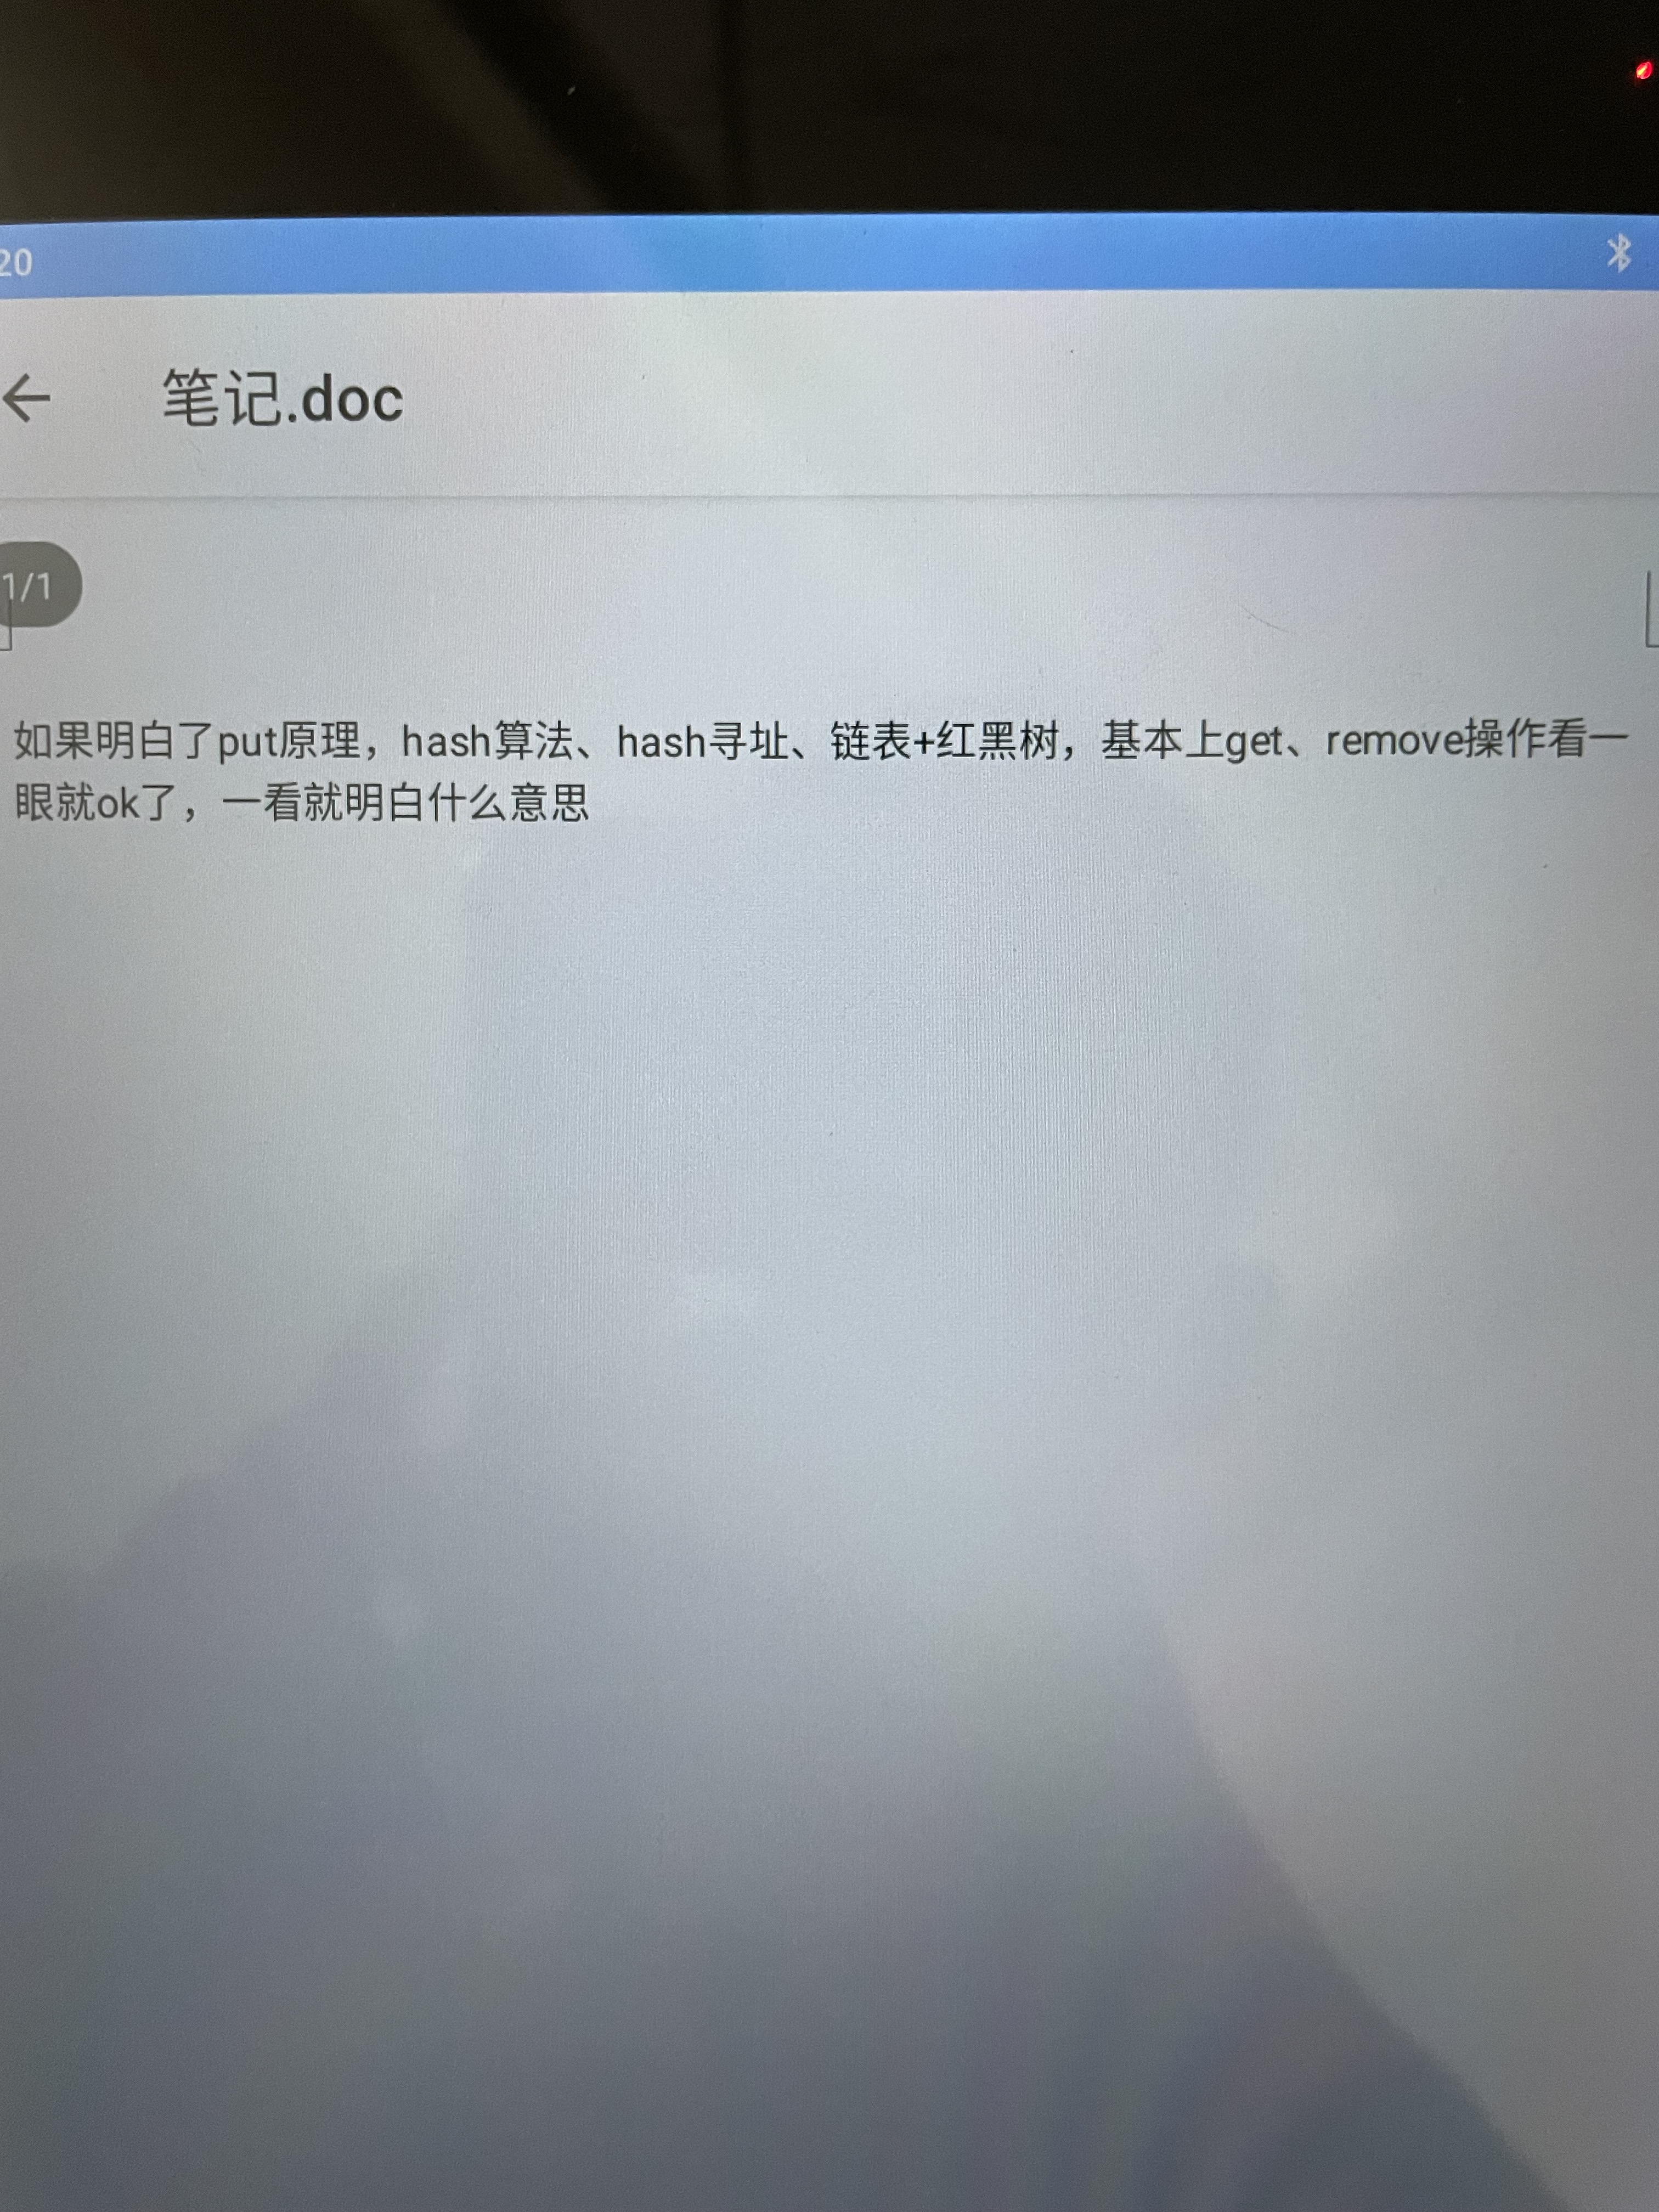 20
笔记.doc
1/1
如果明白了put原理，hash算法、hash寻址、链表+红黑树，基本上get、remove操作看一
眼就ok了，一看就明白什么意思